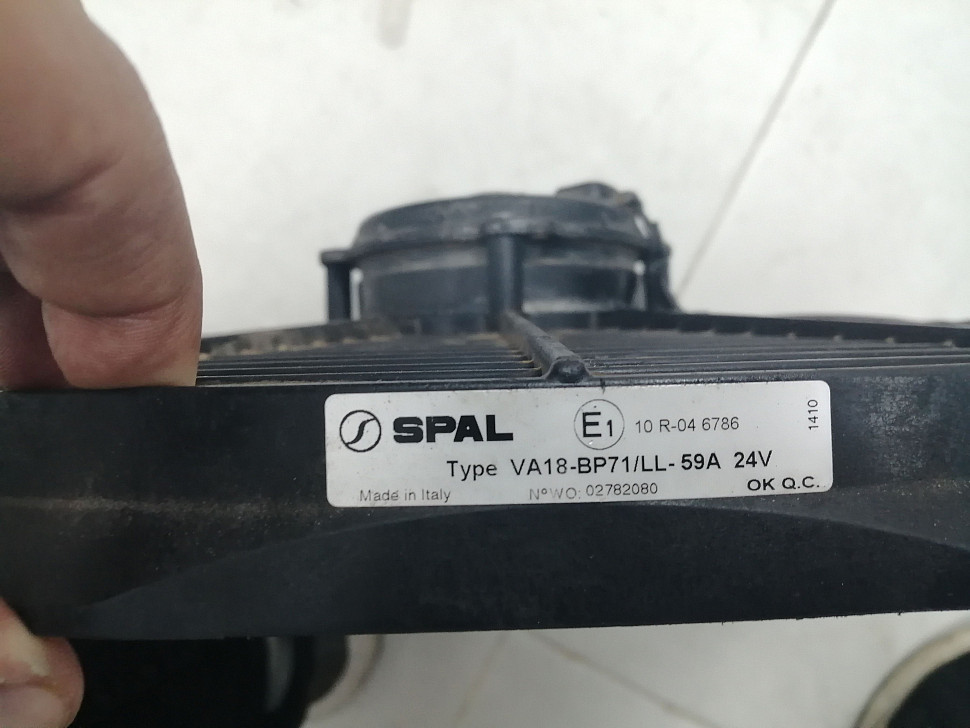 SPAL E1 10 R-04 6786
Type VA18-BP71/LL-59A 24V
Made in Italy N°WO: 02782080 OK Q.C.
1410